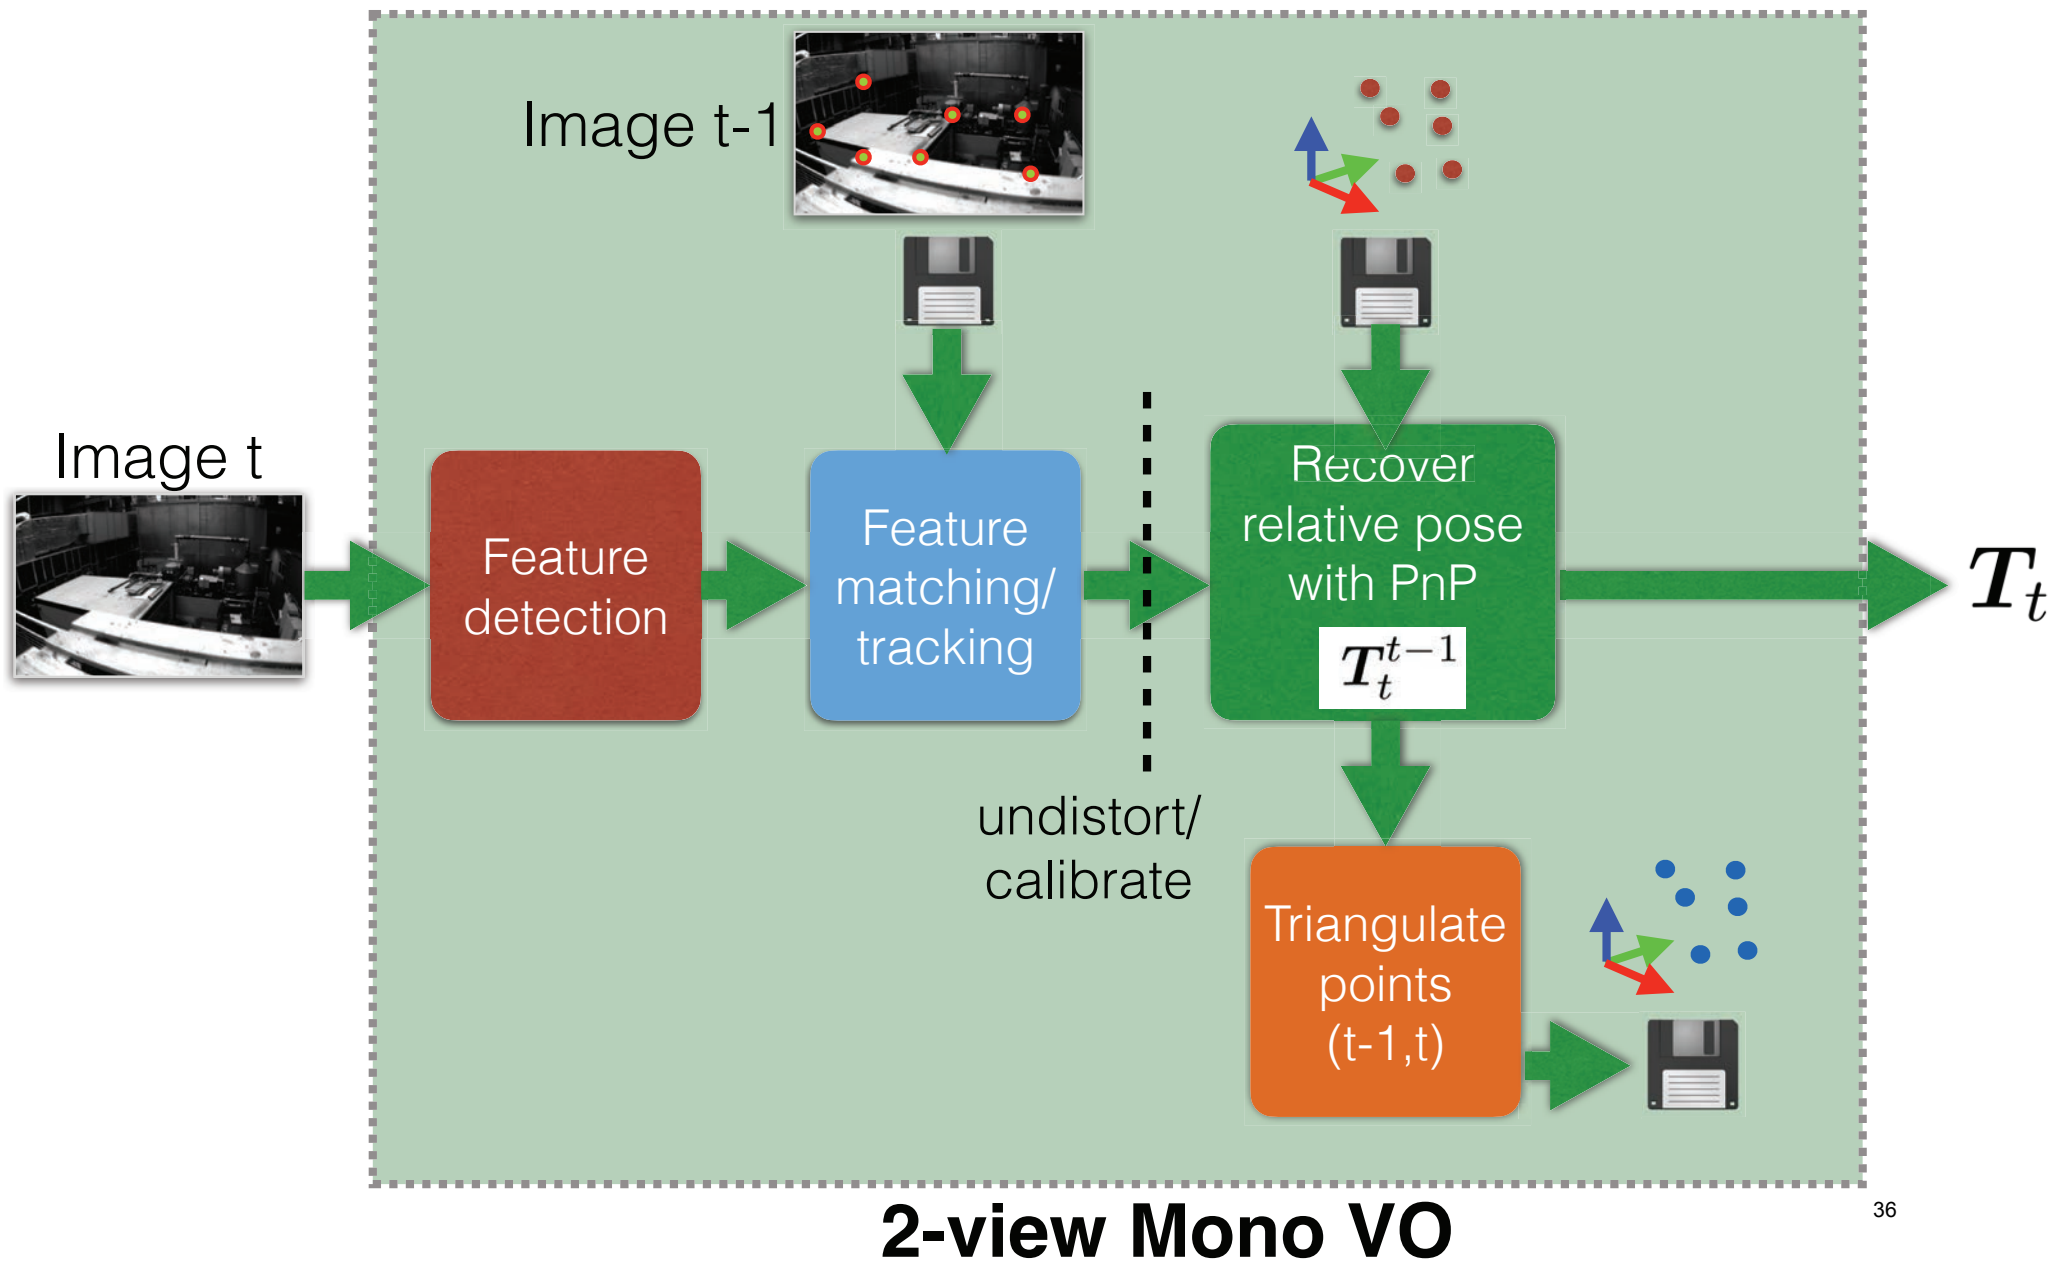 Image t-1
Image t
Feature
detection
Feature
matching/
tracking
undistort/
calibrate
Recover
relative pose
with PnP
$T_t^{t-1}$
$T_t$
Triangulate
points
(t-1,t)
2-view Mono VO
36